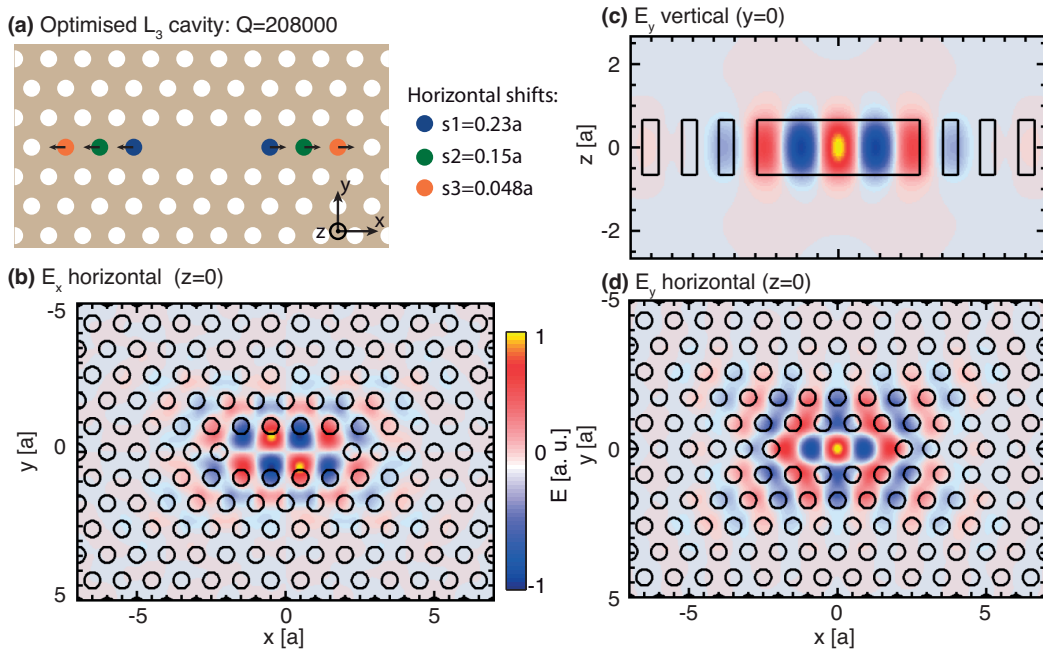 (a) Optimised L3 cavity: Q=208000
Horizontal shifts:
s1=0.23a
s2=0.15a
s3=0.048a
y
x
z
(c) Ey vertical (y=0)
z [a]
2
0
-2
(b) Ex horizontal (z=0)
y [a]
-5
0
5
-5
0
5
x [a]
1
0
-1
E [a. u.]
(d) Ey horizontal (z=0)
y [a]
-5
0
5
-5
0
5
x [a]